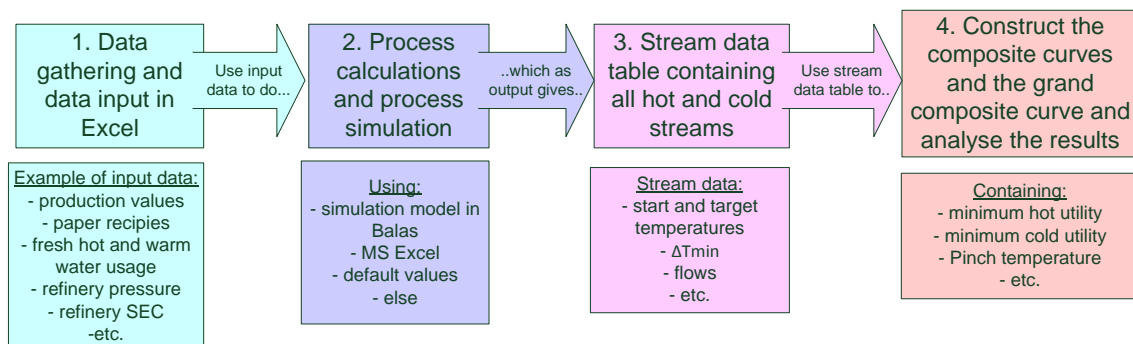 1. Data
gathering and
data input in
Excel
Use input
data to do...
2. Process
calculations
and process
simulation
..which as
output gives..
3. Stream data
table containing
all hot and cold
streams
Use stream
data table to..
4. Construct the
composite curves
and the grand
composite curve and
analyse the results
Example of input data:
- production values
- paper recipies
- fresh hot and warm
water usage
- refinery pressure
- refinery SEC
-etc.
Using:
- simulation model in
Balas
- MS Excel
- default values
- else
Stream data:
- start and target
temperatures
- ΔTmin
- flows
- etc.
Containing:
- minimum hot utility
- minimum cold utility
- Pinch temperature
- etc.